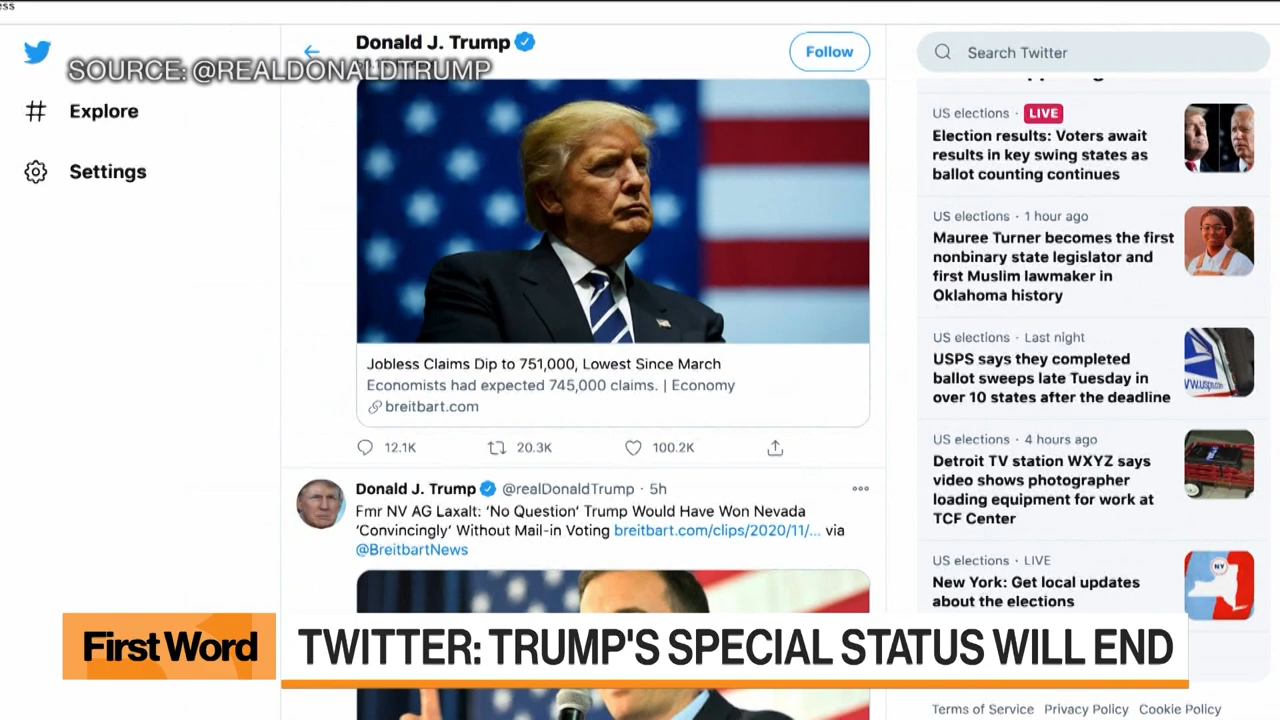 ess
Donald J. Trump
Follow
Search Twitter
SOURCE: @REALDONALDTRUMP
Explore
Settings
Jobless Claims Dip to 751,000, Lowest Since March
Economists had expected 745,000 claims. | Economy
breitbart.com
12.1K 20.3K 100.2K
Donald J. Trump @realDonaldTrump · 5h
Fmr NV AG Laxalt: ‘No Question’ Trump Would Have Won Nevada
‘Convincingly’ Without Mail-in Voting breitbart.com/clips/2020/11/... via
@BreitbartNews
US elections · LIVE
Election results: Voters await
results in key swing states as
ballot counting continues
US elections · 1 hour ago
Mauree Turner becomes the first
nonbinary state legislator and
first Muslim lawmaker in
Oklahoma history
US elections · Last night
USPS says they completed
ballot sweeps late Tuesday in
over 10 states after the deadline
VW.usps.com
US elections · 4 hours ago
Detroit TV station WXYZ says
video shows photographer
loading equipment for work at
TCF Center
US elections · LIVE
New York: Get local updates
about the elections
NY
First Word
TWITTER: TRUMP'S SPECIAL STATUS WILL END
Terms of Service Privacy Policy Cookie Policy